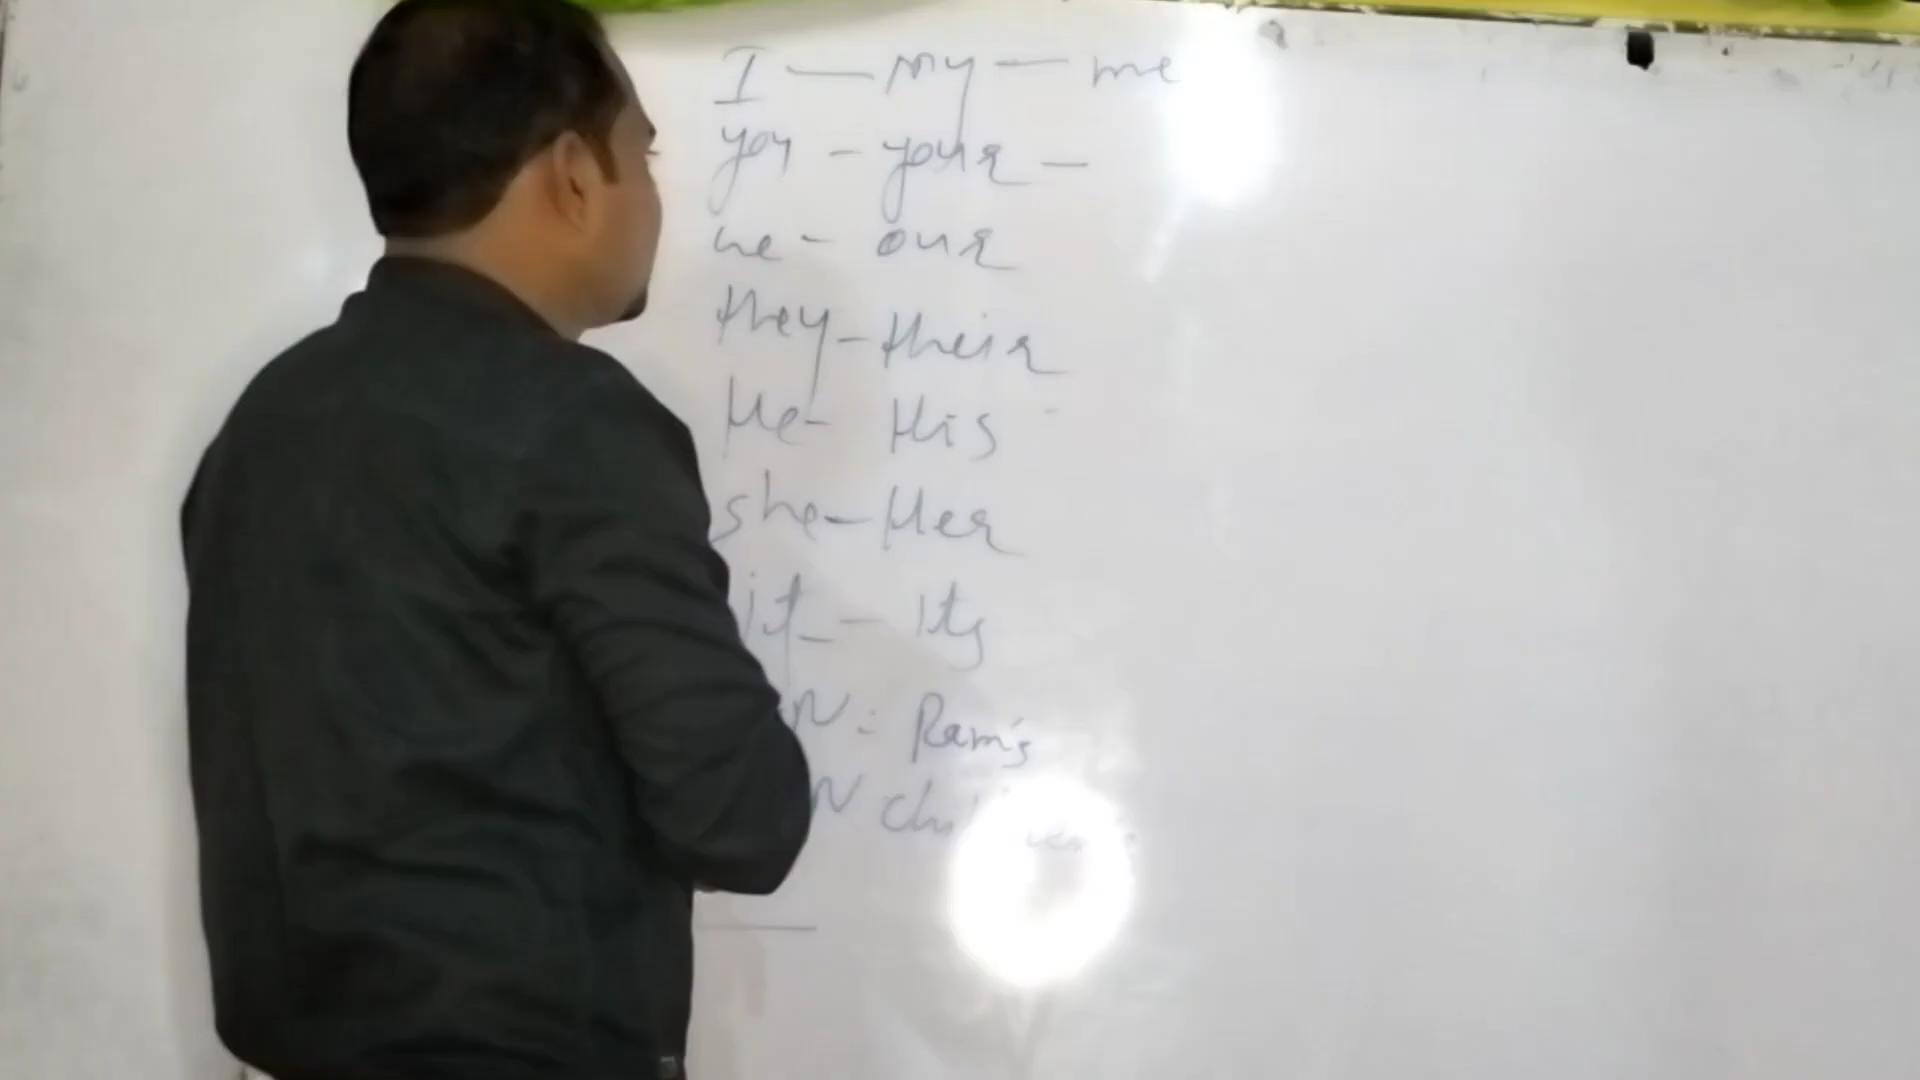 I — my — me
you - your -
we - our
they - their
He - His
she - Her
it - Its
N : Ram's
N